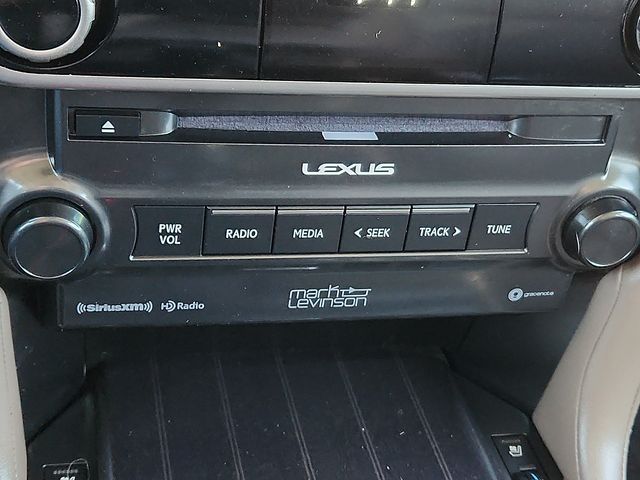 LEXUS
PWR
VOL
RADIO
MEDIA
< SEEK
TRACK >
TUNE
((SiriusXM))
HD Radio
mark
Levinson
gracenote